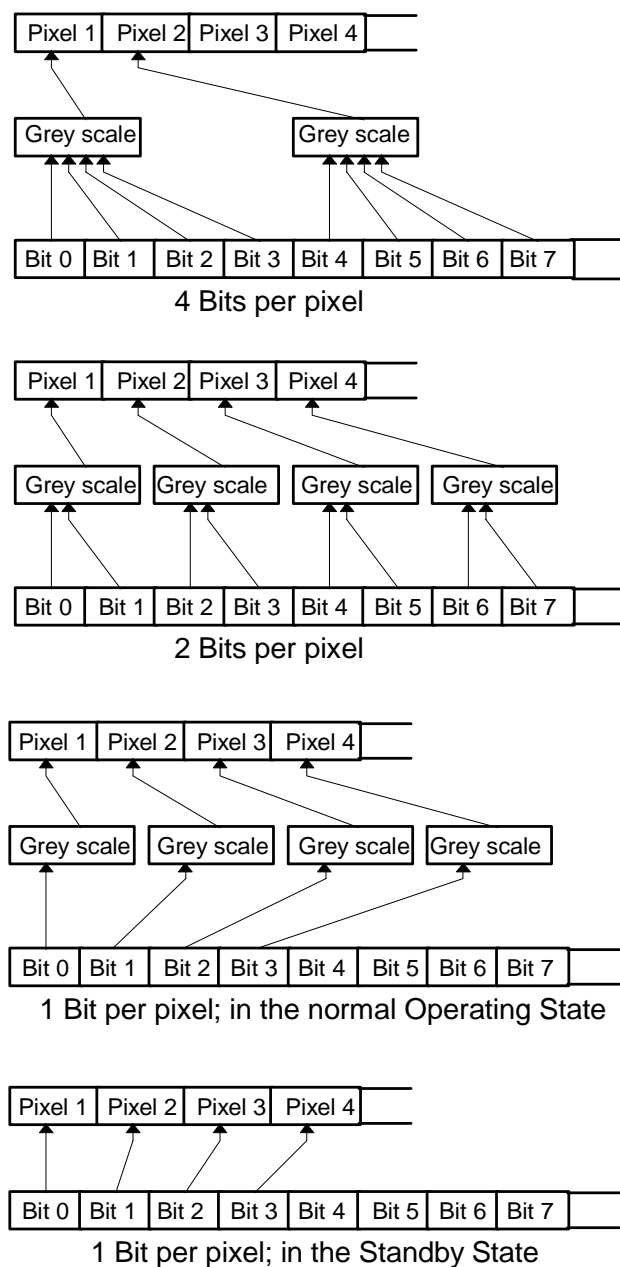 Pixel 1 Pixel 2 Pixel 3 Pixel 4
Grey scale Grey scale
Bit 0 Bit 1 Bit 2 Bit 3 Bit 4 Bit 5 Bit 6 Bit 7
4 Bits per pixel
Pixel 1 Pixel 2 Pixel 3 Pixel 4
Grey scale Grey scale Grey scale Grey scale
Bit 0 Bit 1 Bit 2 Bit 3 Bit 4 Bit 5 Bit 6 Bit 7
2 Bits per pixel
Pixel 1 Pixel 2 Pixel 3 Pixel 4
Grey scale Grey scale Grey scale Grey scale
Bit 0 Bit 1 Bit 2 Bit 3 Bit 4 Bit 5 Bit 6 Bit 7
1 Bit per pixel; in the normal Operating State
Pixel 1 Pixel 2 Pixel 3 Pixel 4
Bit 0 Bit 1 Bit 2 Bit 3 Bit 4 Bit 5 Bit 6 Bit 7
1 Bit per pixel; in the Standby State